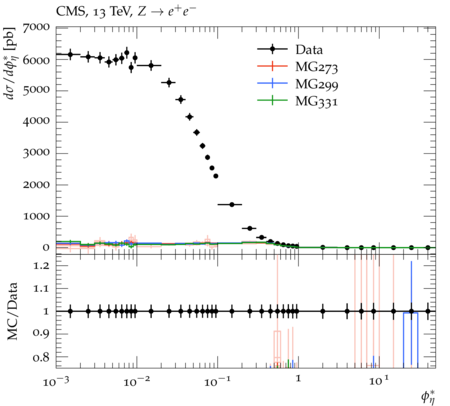 CMS, 13 TeV, Z → e⁺e⁻
dσ/dϕ*η [pb]
7000
6000
5000
4000
3000
2000
1000
0
Data
MG273
MG299
MG331
MC/Data
1.2
1.1
1
0.9
0.8
10⁻³ 10⁻² 10⁻¹ 1 10¹
ϕ*η